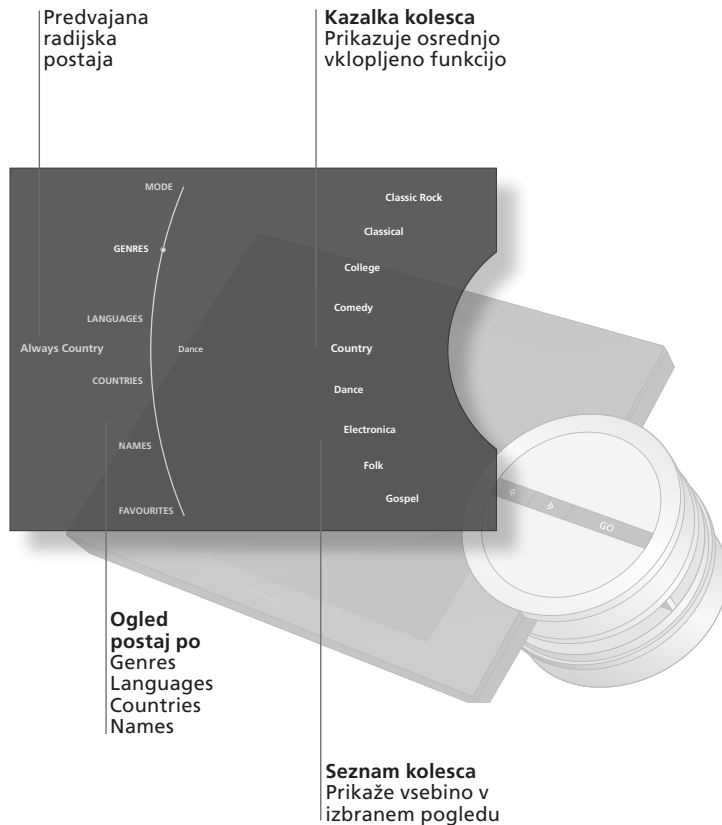 Predvajana
radijska
postaja
Kazalka kolesca
Prikazuje osrednjo
vklopljeno funkcijo
MODE
GENRES
LANGUAGES
Always Country
COUNTRIES
NAMES
FAVOURITES
Dance
Classic Rock
Classical
College
Comedy
Country
Dance
Electronica
Folk
Gospel
GO
Ogled
postaj po
Genres
Languages
Countries
Names
Seznam kolesca
Prikaže vsebino v
izbranem pogledu